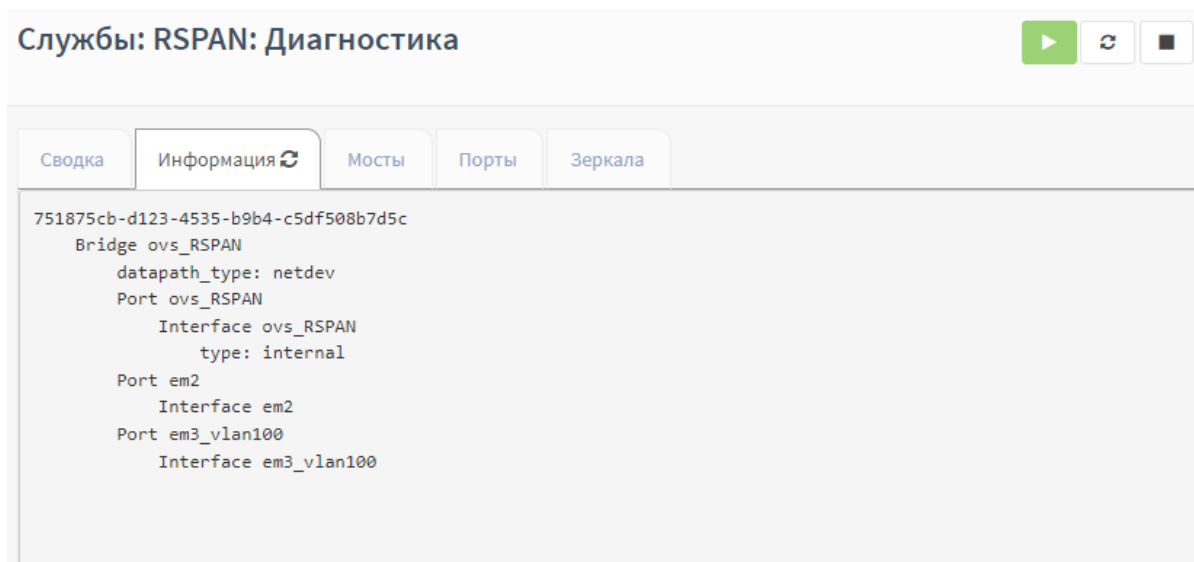 Службы: RSPAN: Диагностика
Сводка Информация Мосты Порты Зеркала
751875cb-d123-4535-b9b4-c5df508b7d5c
Bridge ovs_RSPAN
datapath_type: netdev
Port ovs_RSPAN
Interface ovs_RSPAN
type: internal
Port em2
Interface em2
Port em3_vlan100
Interface em3_vlan100